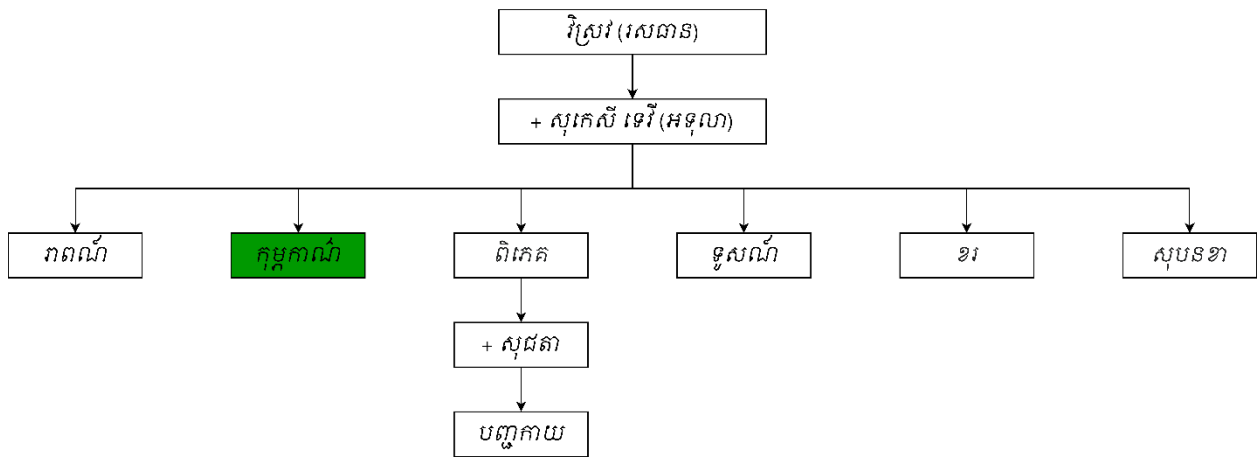 វិស្រវ (រសធាន)
+ សុកេសី ទេវី (អទុលា)
រាពណ៍
កុម្ភកាណ៌
ពិភេគ
ទូសណ៍
ខរ
សុបនខា
+ សុជតា
បញ្ជកាយ